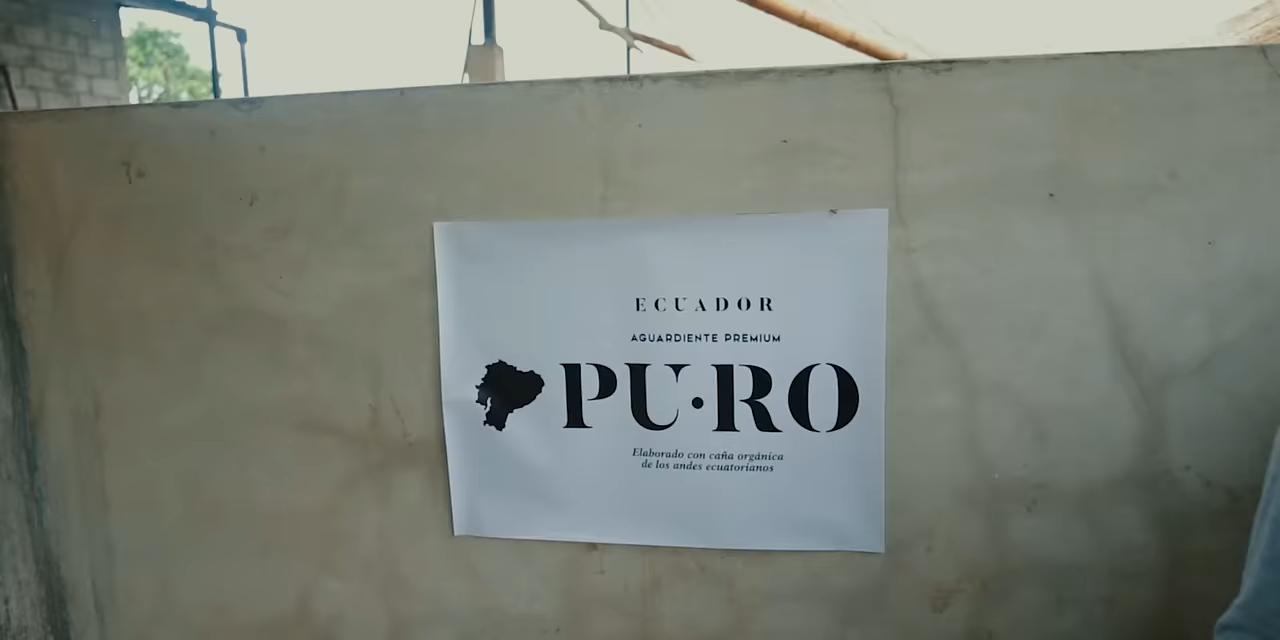 ECUADOR
AGUARDIENTE PREMIUM
PU·RO
Elaborado con caña orgánica
de los andes ecuatorianos